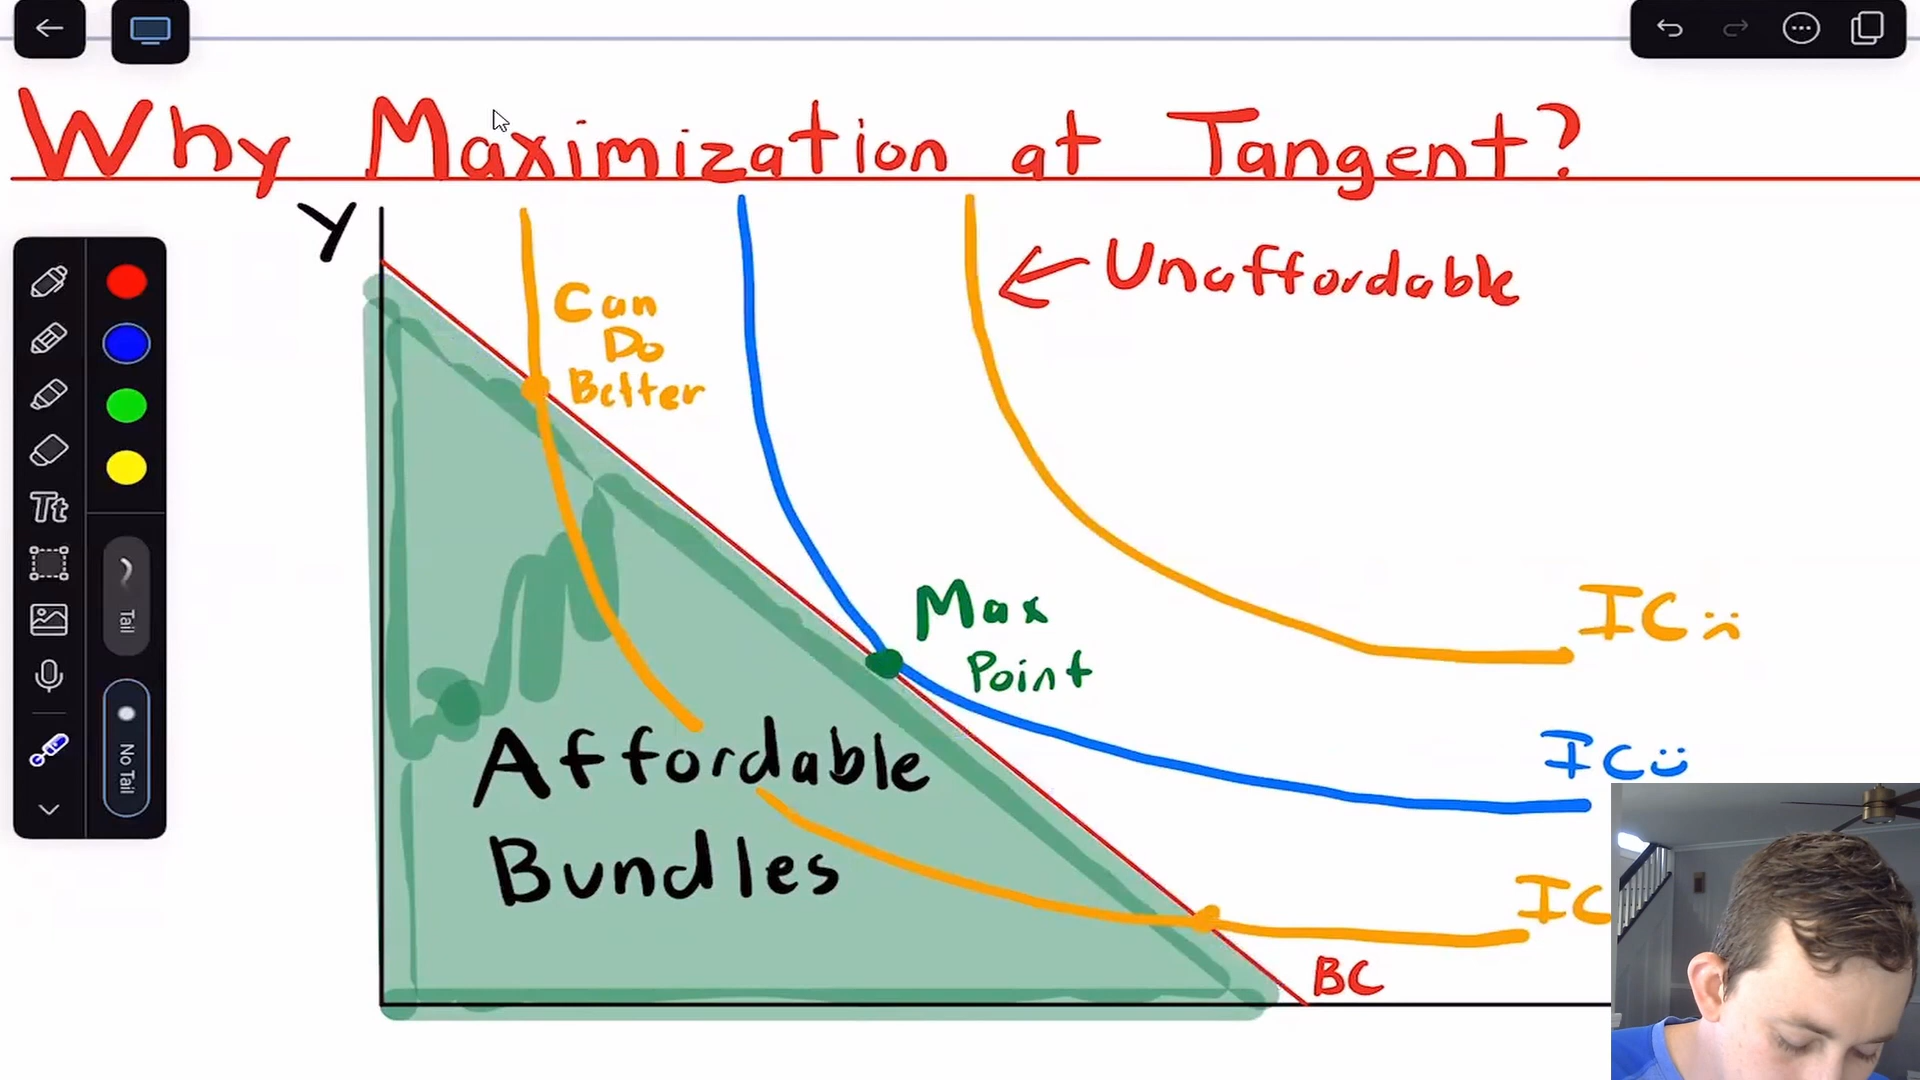 Why Maximization at Tangent?
Y
Can
Do
Better
Unaffordable
Max
Point
IC
IC
IC
Affordable
Bundles
BC
Tt
Tail
No Tail